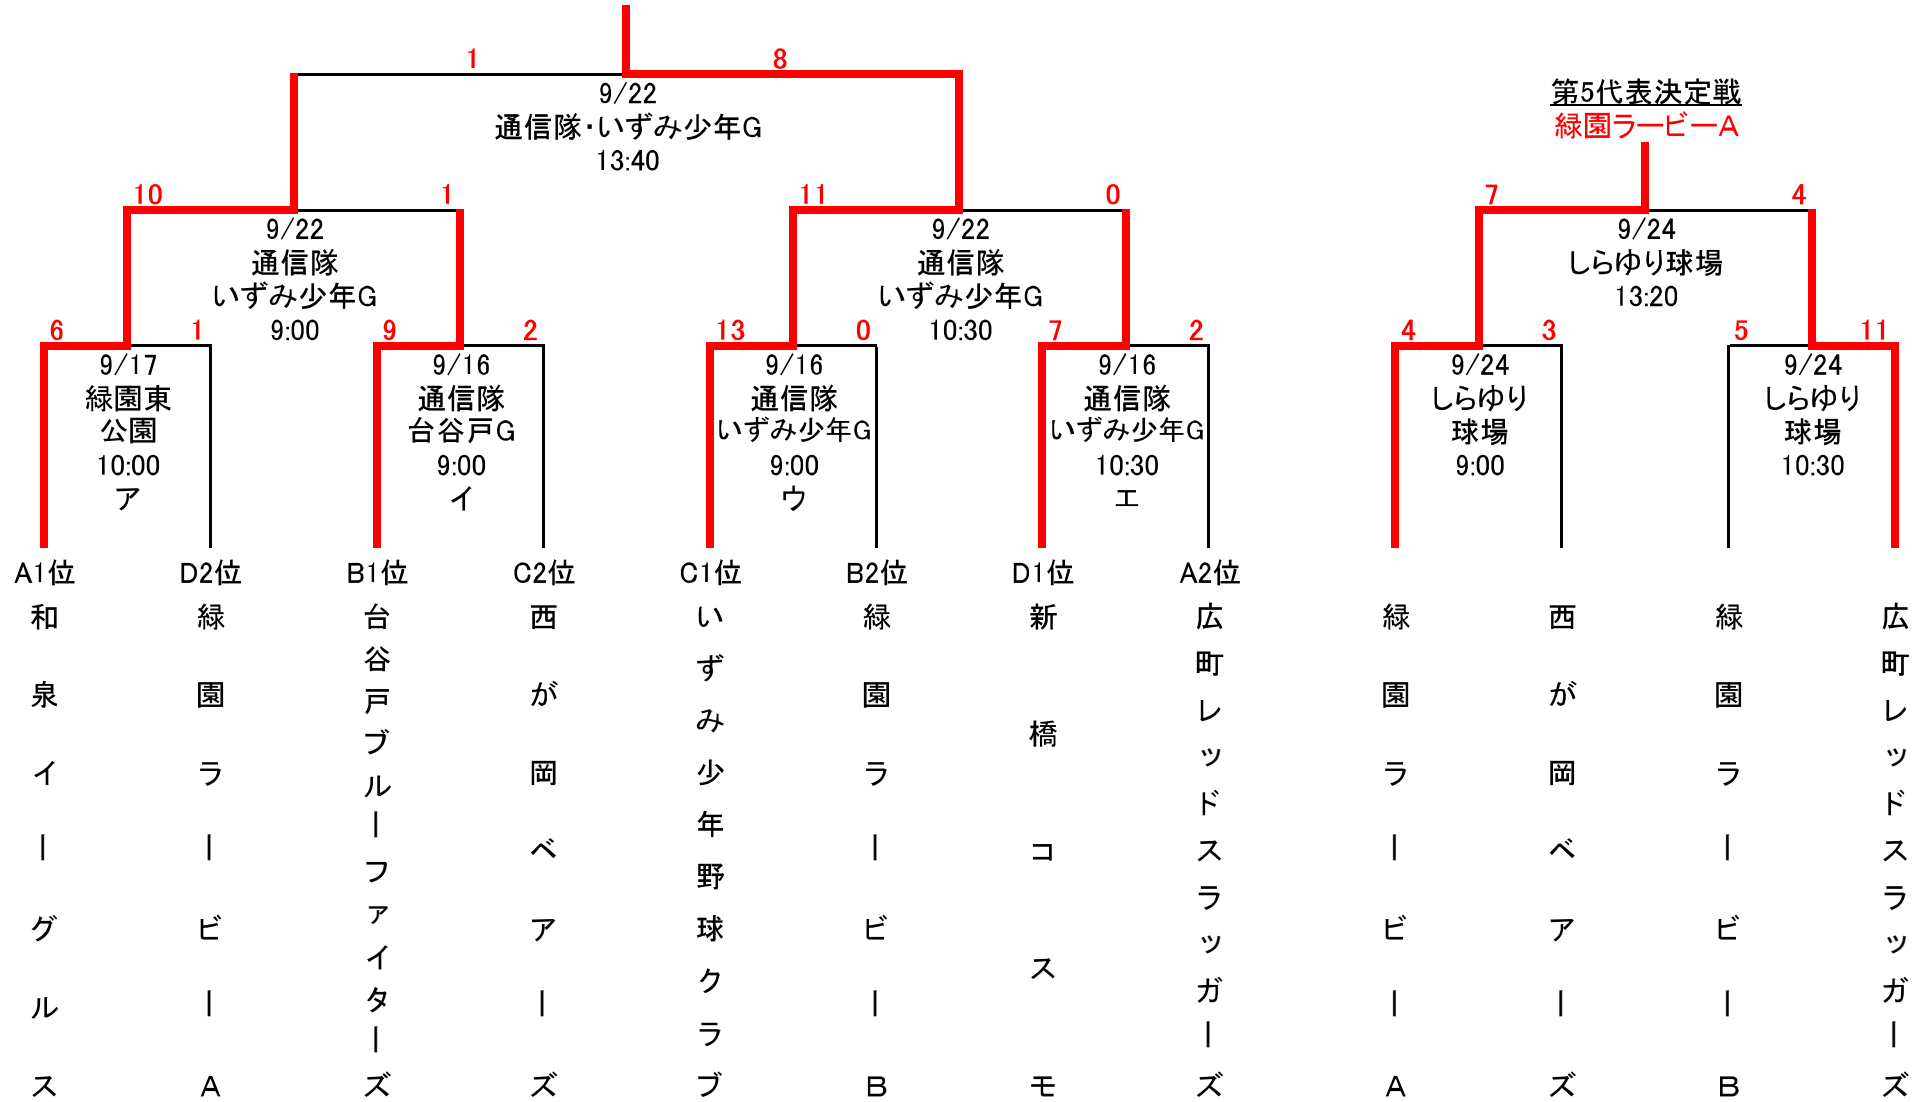 1
8
9/22
通信隊・いずみ少年G
13:40
第5代表決定戦
緑園ラービーA
10
1
9/22
通信隊
いずみ少年G
9:00
11
0
9/22
通信隊
いずみ少年G
10:30
7
4
9/24
しらゆり球場
13:20
6
1
9/17
緑園東
公園
10:00
ア
9
2
9/16
通信隊
台谷戸G
9:00
イ
13
0
9/16
通信隊
いずみ少年G
9:00
ウ
7
2
9/16
通信隊
いずみ少年G
10:30
エ
4
3
9/24
しらゆり
球場
9:00
5
11
9/24
しらゆり
球場
10:30
A1位
和泉イーグルス
D2位
緑園ラービーA
B1位
台谷戸ブルーファイターズ
C2位
西が岡ベアーズ
C1位
いずみ少年野球クラブ
B2位
緑園ラービーB
D1位
新橋コスモ
A2位
広町レッドスラッガーズ
緑園ラービーA
西が岡ベアーズ
緑園ラービーB
広町レッドスラッガーズ